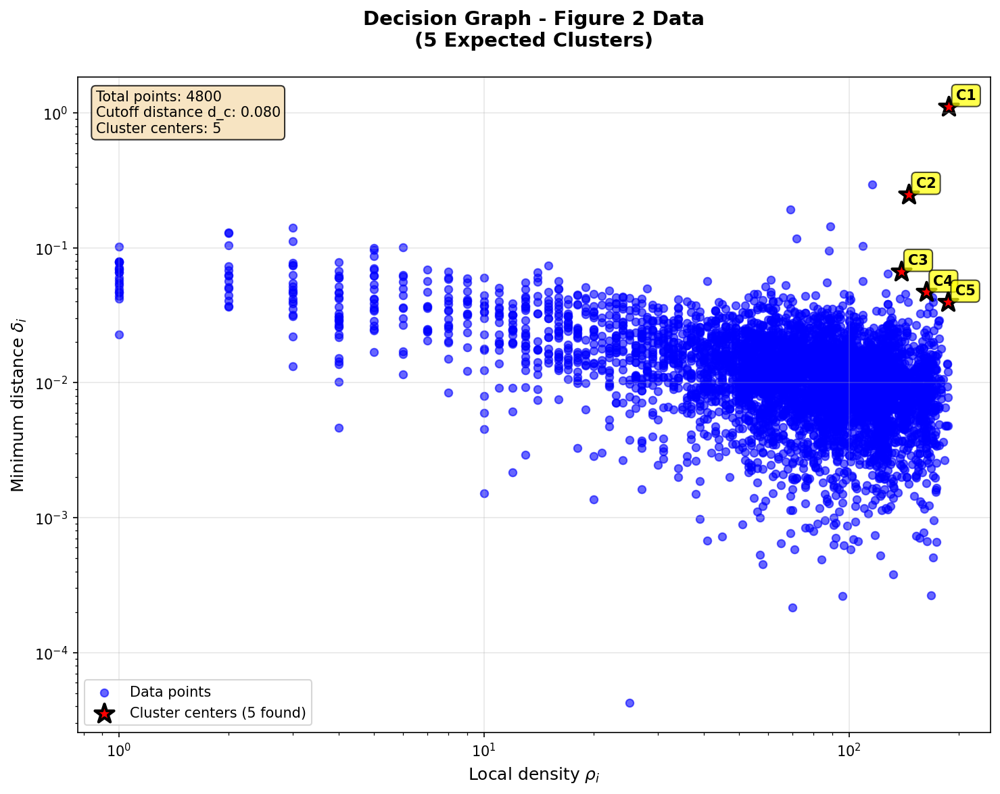 Decision Graph - Figure 2 Data
(5 Expected Clusters)
Total points: 4800
Cutoff distance d_c: 0.080
Cluster centers: 5
C1
C2
C3
C4
C5
10⁰
10⁻¹
10⁻²
10⁻³
10⁻⁴
Minimum distance δᵢ
Data points
Cluster centers (5 found)
10⁰ 10¹ 10²
Local density ρᵢ